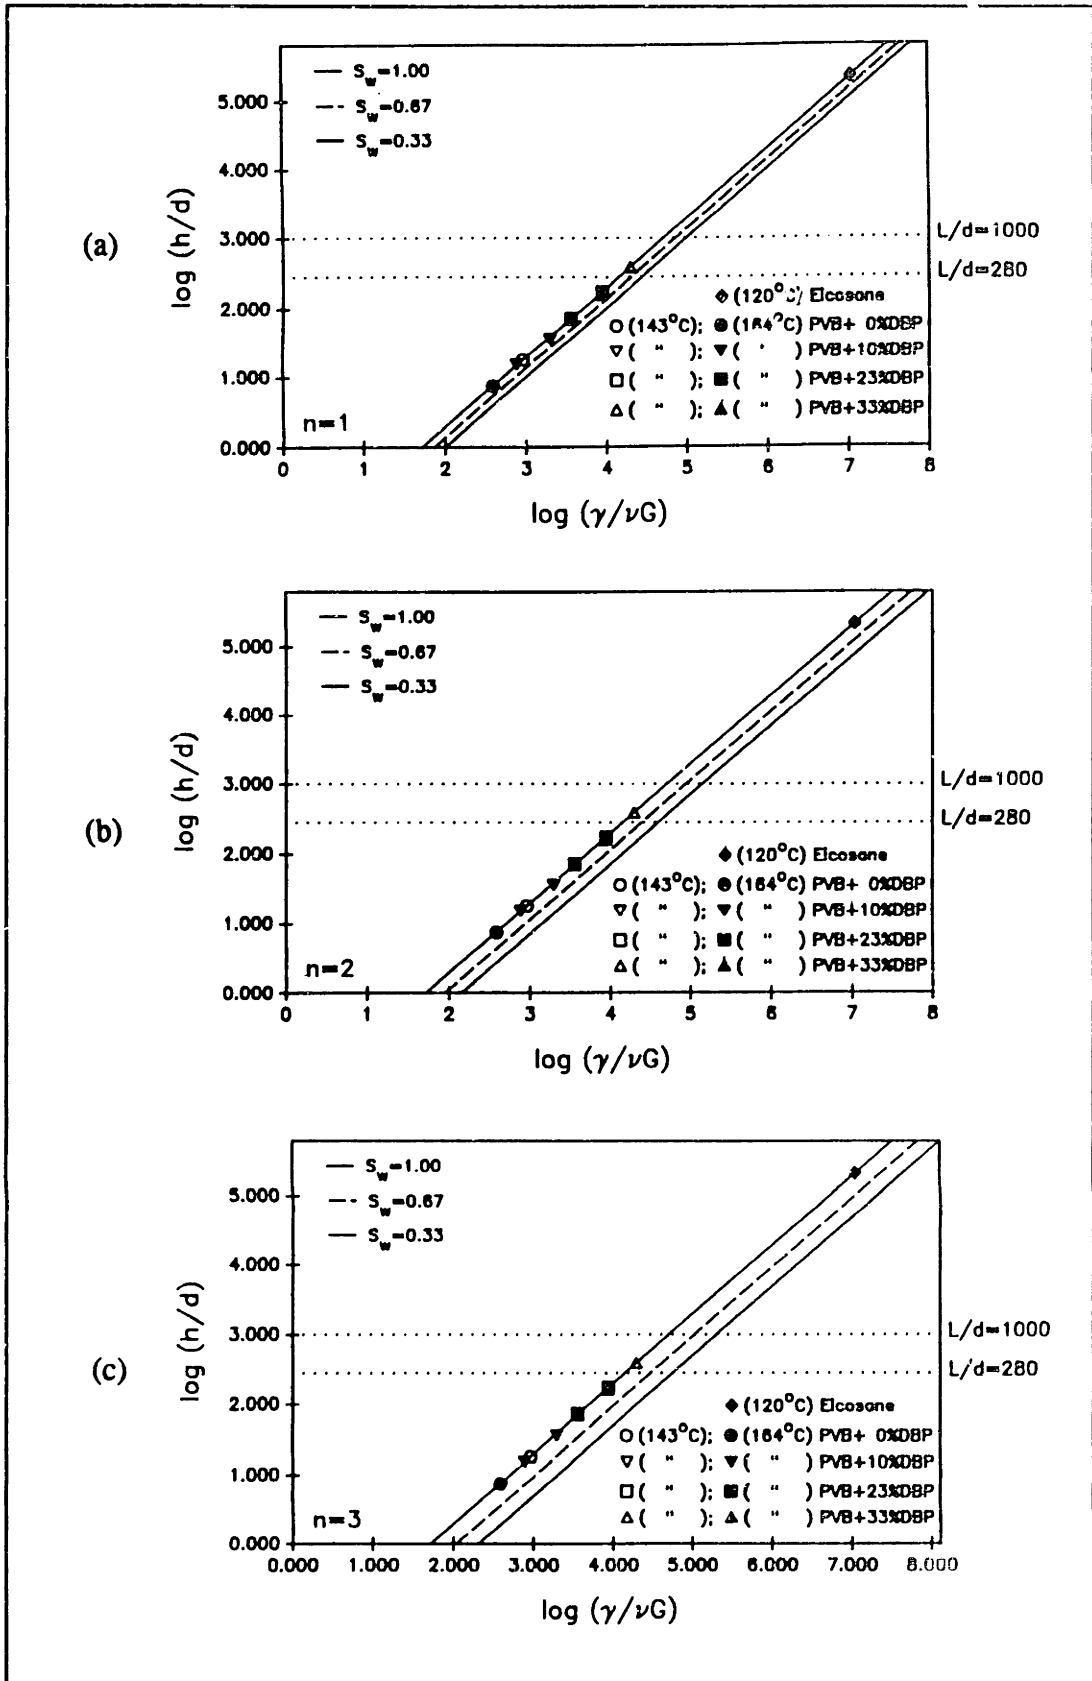 (a)
log (h/d)
5.000
4.000
3.000
2.000
1.000
0.000
S_w=1.00
S_w=0.67
S_w=0.33
L/d=1000
L/d=280
(120°C) Eicosane
(143°C); (164°C) PVB+ 0%DBP
( " ); ( " ) PVB+10%DBP
( " ); ( " ) PVB+23%DBP
( " ); ( " ) PVB+33%DBP
n=1
0 1 2 3 4 5 6 7 8
log (γ/νG)
(b)
log (h/d)
5.000
4.000
3.000
2.000
1.000
0.000
S_w=1.00
S_w=0.67
S_w=0.33
L/d=1000
L/d=280
(120°C) Eicosane
(143°C); (164°C) PVB+ 0%DBP
( " ); ( " ) PVB+10%DBP
( " ); ( " ) PVB+23%DBP
( " ); ( " ) PVB+33%DBP
n=2
0 1 2 3 4 5 6 7 8
log (γ/νG)
(c)
log (h/d)
5.000
4.000
3.000
2.000
1.000
0.000
S_w=1.00
S_w=0.67
S_w=0.33
L/d=1000
L/d=280
(120°C) Eicosane
(143°C); (164°C) PVB+ 0%DBP
( " ); ( " ) PVB+10%DBP
( " ); ( " ) PVB+23%DBP
( " ); ( " ) PVB+33%DBP
n=3
0.000 1.000 2.000 3.000 4.000 5.000 6.000 7.000 8.000
log (γ/νG)